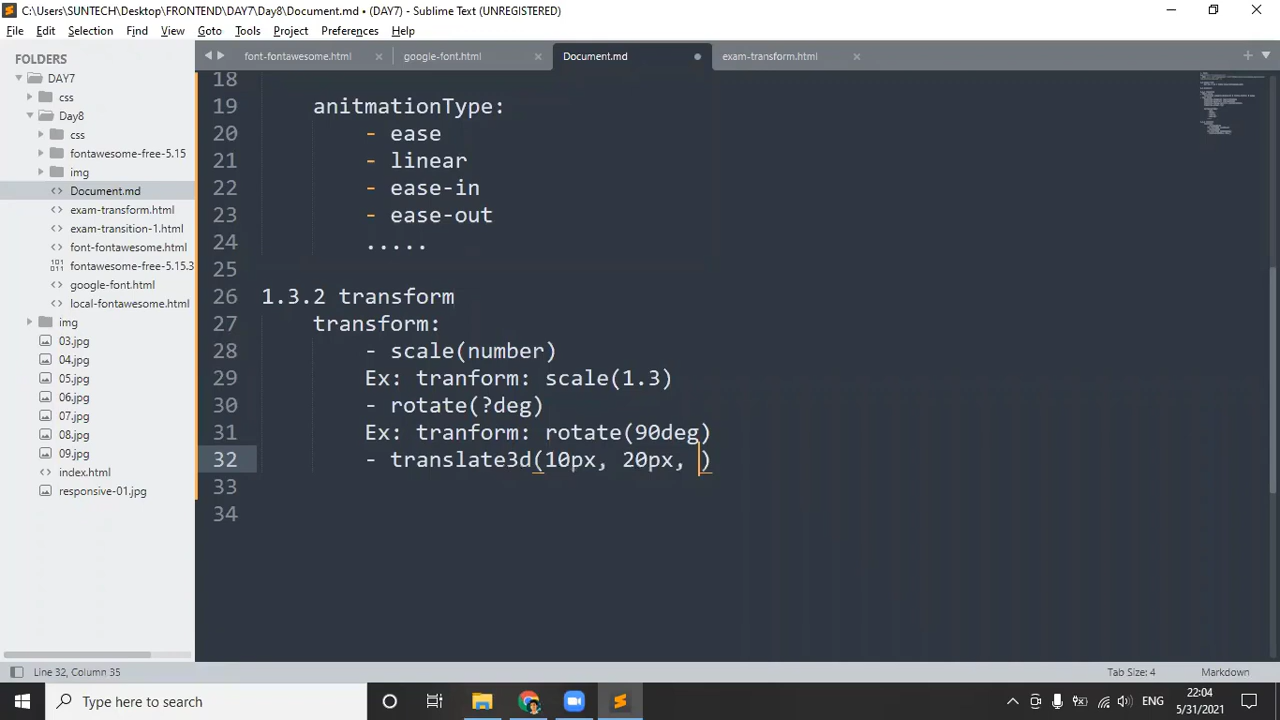 C:\Users\SUNTECH\Desktop\FRONTEND\DAY7\Day8\Document.md • (DAY7) - Sublime Text (UNREGISTERED)
File Edit Selection Find View Goto Tools Project Preferences Help
FOLDERS
DAY7
css
Day8
css
fontawesome-free-5.15
img
Document.md
exam-transform.html
exam-transition-1.html
font-fontawesome.html
fontawesome-free-5.15.3
google-font.html
local-fontawesome.html
img
03.jpg
04.jpg
05.jpg
06.jpg
07.jpg
08.jpg
09.jpg
index.html
responsive-01.jpg
font-fontawesome.html google-font.html Document.md exam-transform.html
18
19 anitmationType:
20 - ease
21 - linear
22 - ease-in
23 - ease-out
24 .....
25
26 1.3.2 transform
27 transform:
28 - scale(number)
29 Ex: tranform: scale(1.3)
30 - rotate(?deg)
31 Ex: tranform: rotate(90deg)
32 - translate3d(10px, 20px, )
33
34
Line 32, Column 35 Tab Size: 4 Markdown
Type here to search
ENG
22:04
5/31/2021